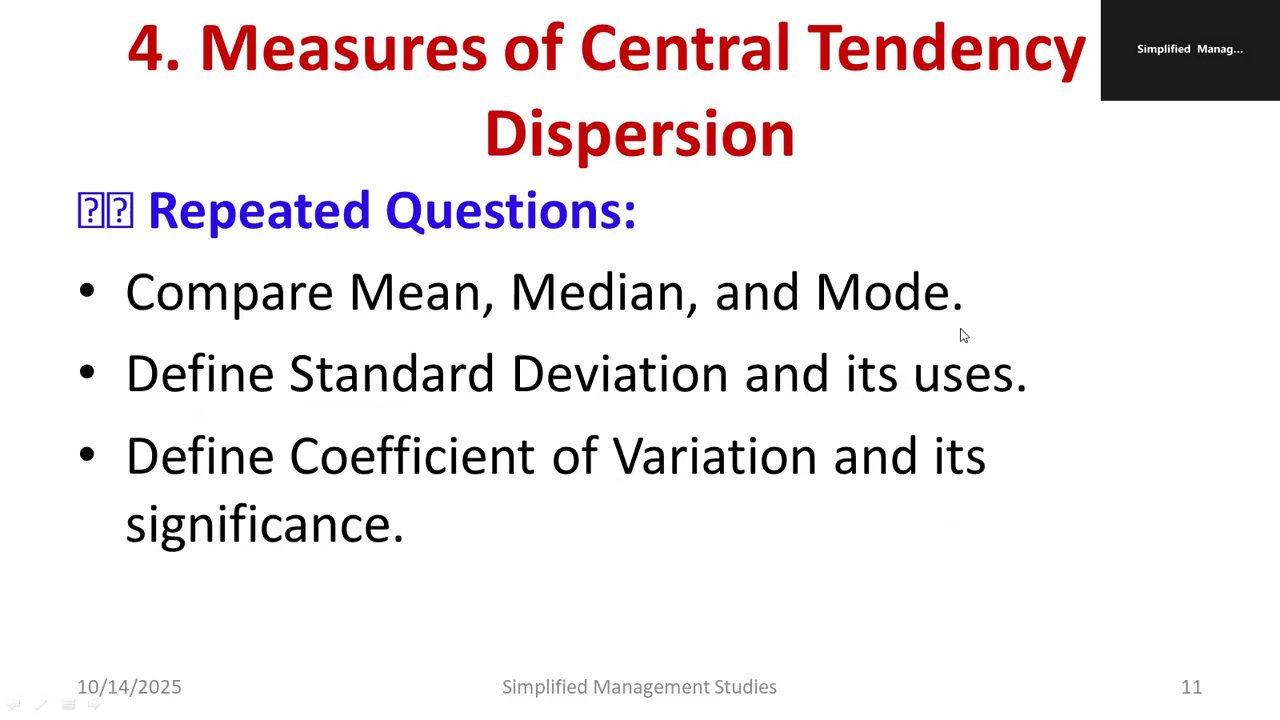 4. Measures of Central Tendency
Dispersion
Simplified Manag...
Repeated Questions:
• Compare Mean, Median, and Mode.
• Define Standard Deviation and its uses.
• Define Coefficient of Variation and its
significance.
10/14/2025
Simplified Management Studies
11